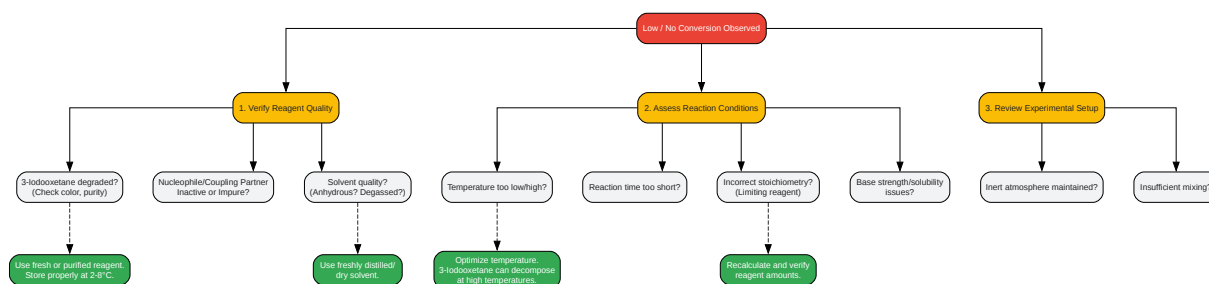 Low / No Conversion Observed
1. Verify Reagent Quality
2. Assess Reaction Conditions
3. Review Experimental Setup
3-Iodooxetane degraded?
(Check color, purity)
Nucleophile/Coupling Partner
Inactive or Impure?
Solvent quality?
(Anhydrous? Degassed?)
Temperature too low/high?
Reaction time too short?
Incorrect stoichiometry?
(Limiting reagent)
Base strength/solubility
issues?
Inert atmosphere maintained?
Insufficient mixing?
Use fresh or purified reagent.
Store properly at 2-8°C.
Use freshly distilled/
dry solvent.
Optimize temperature.
3-Iodooxetane can decompose
at high temperatures.
Recalculate and verify
reagent amounts.